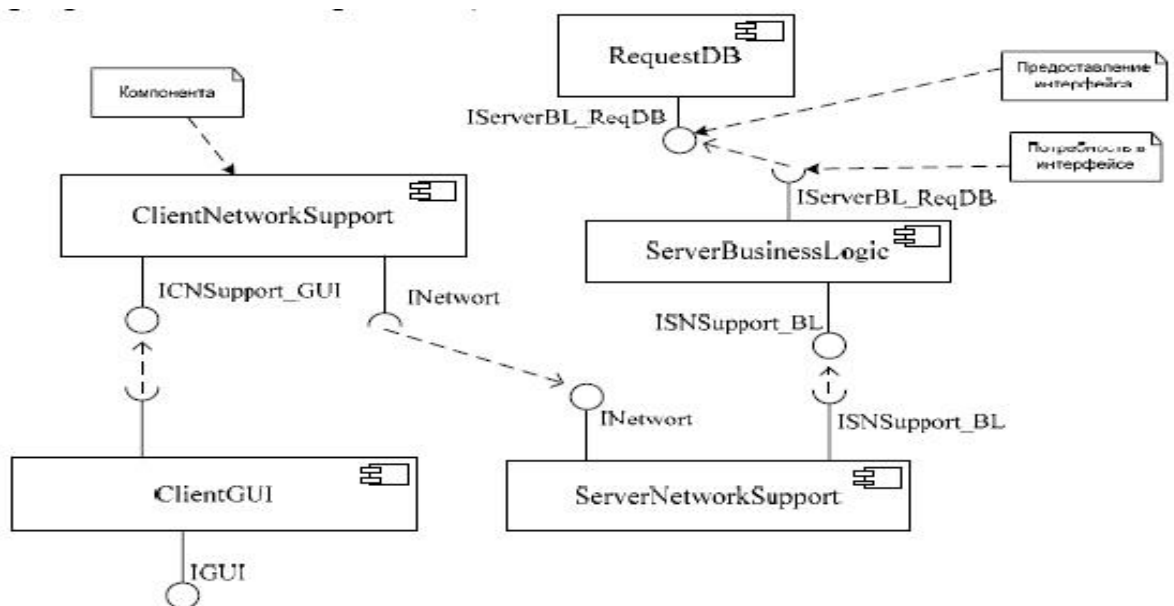 RequestDB
Предоставление
интерфейса
Компонента
IServerBL_ReqDB
Потребность в
интерфейсе
ClientNetworkSupport
IServerBL_ReqDB
ServerBusinessLogic
ICNSupport_GUI
INetwort
ISNSupport_BL
INetwort
ISNSupport_BL
ClientGUI
ServerNetworkSupport
IGUI